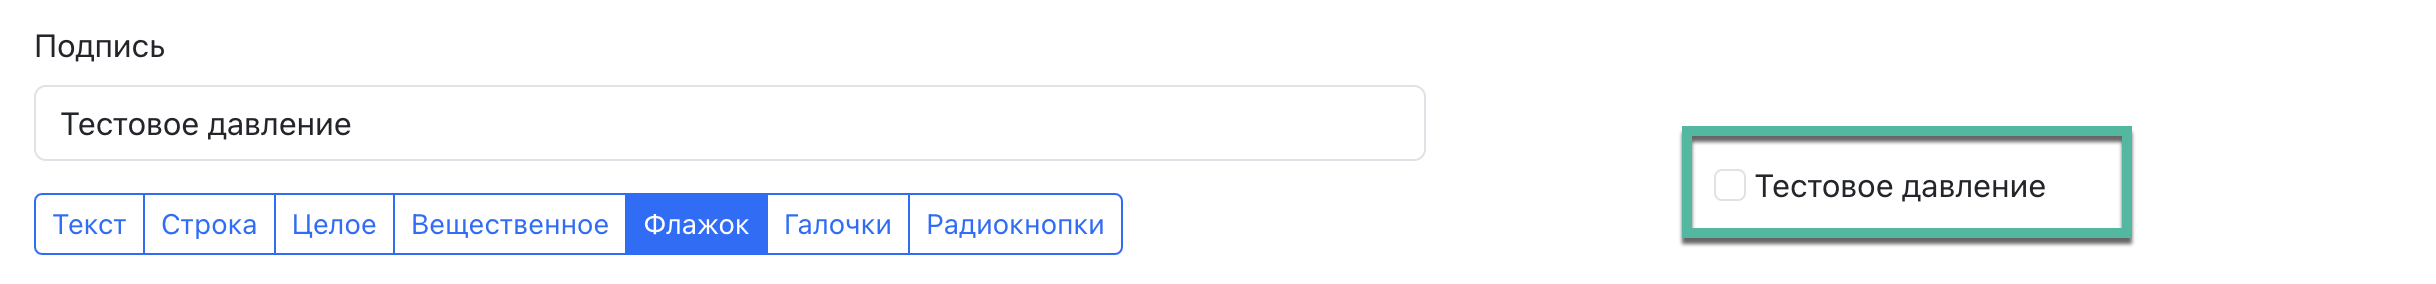 Подпись
Тестовое давление
Текст Строка Целое Вещественное Флажок Галочки Радиокнопки
Тестовое давление